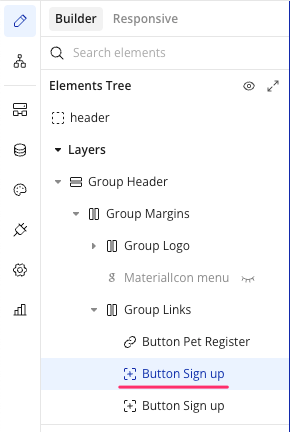 Builder
Responsive
Search elements
Elements Tree
header
Layers
Group Header
Group Margins
Group Logo
MaterialIcon menu
Group Links
Button Pet Register
Button Sign up
Button Sign up